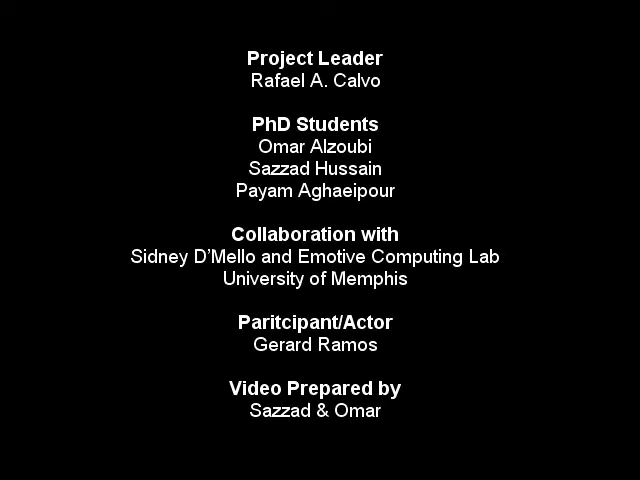 Project Leader
Rafael A. Calvo
PhD Students
Omar Alzoubi
Sazzad Hussain
Payam Aghaeipour
Collaboration with
Sidney D’Mello and Emotive Computing Lab
University of Memphis
Paritcipant/Actor
Gerard Ramos
Video Prepared by
Sazzad & Omar